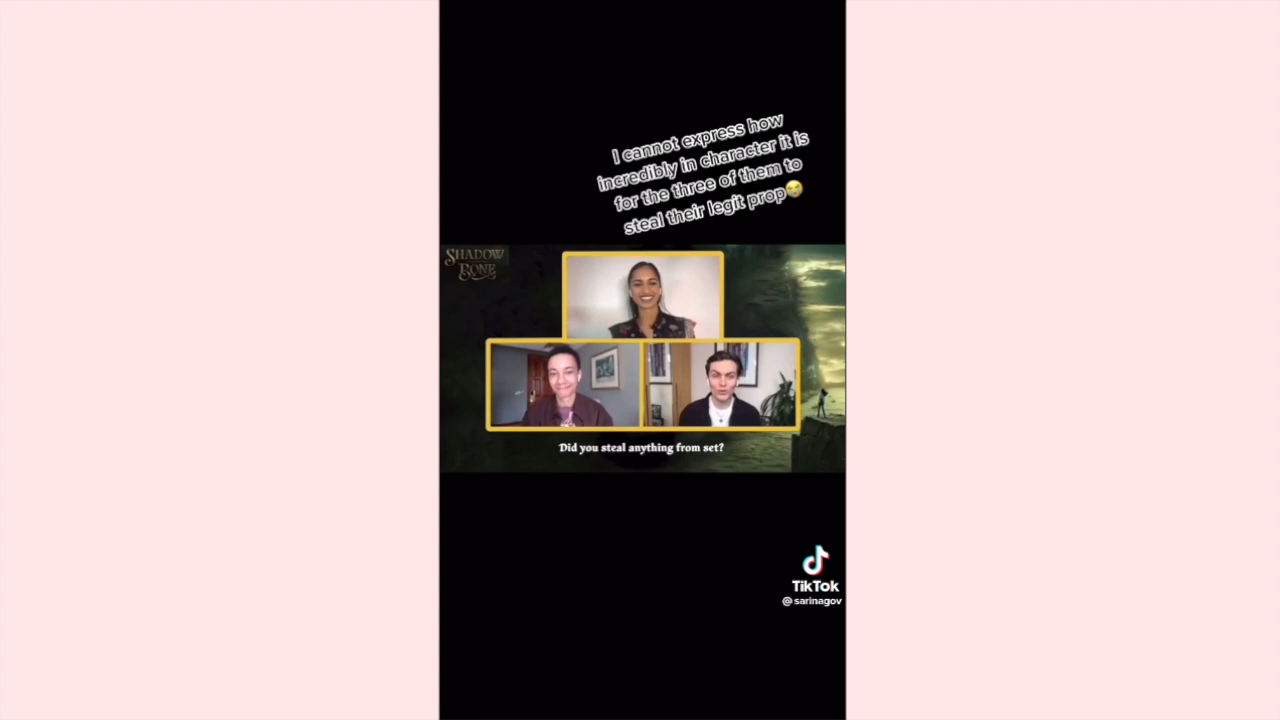 I cannot express how
incredibly in character it is
for the three of them to
steal their legit prop😭
SHADOW
BONE
Did you steal anything from set?
TikTok
@sarinagov